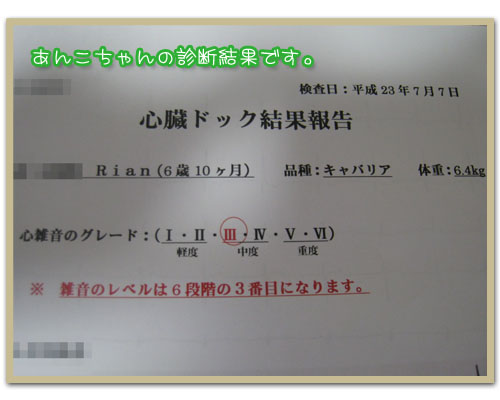 あんこちゃんの診断結果です。
検査日：平成23年7月7日
心臓ドック結果報告
Rian(6歳10ヶ月) 品種：キャバリア 体重：6.4kg
心雑音のグレード：(Ⅰ・Ⅱ・Ⅲ・Ⅳ・Ⅴ・Ⅵ)
軽度 中度 重度
※ 雑音のレベルは6段階の3番目になります。